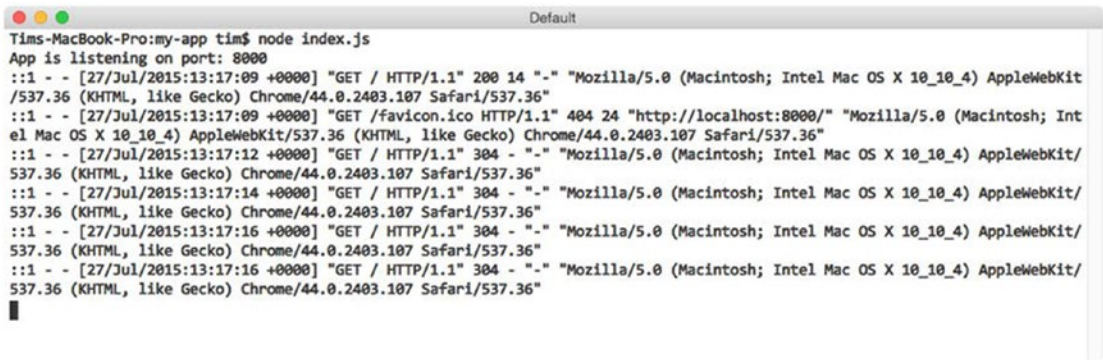 Default
Tims-MacBook-Pro:my-app tim$ node index.js
App is listening on port: 8000
::1 - - [27/Jul/2015:13:17:09 +0000] "GET / HTTP/1.1" 200 14 "-" "Mozilla/5.0 (Macintosh; Intel Mac OS X 10_10_4) AppleWebKit
/537.36 (KHTML, like Gecko) Chrome/44.0.2403.107 Safari/537.36"
::1 - - [27/Jul/2015:13:17:09 +0000] "GET /favicon.ico HTTP/1.1" 404 24 "http://localhost:8000/" "Mozilla/5.0 (Macintosh; Int
el Mac OS X 10_10_4) AppleWebKit/537.36 (KHTML, like Gecko) Chrome/44.0.2403.107 Safari/537.36"
::1 - - [27/Jul/2015:13:17:12 +0000] "GET / HTTP/1.1" 304 - "-" "Mozilla/5.0 (Macintosh; Intel Mac OS X 10_10_4) AppleWebKit/
537.36 (KHTML, like Gecko) Chrome/44.0.2403.107 Safari/537.36"
::1 - - [27/Jul/2015:13:17:14 +0000] "GET / HTTP/1.1" 304 - "-" "Mozilla/5.0 (Macintosh; Intel Mac OS X 10_10_4) AppleWebKit/
537.36 (KHTML, like Gecko) Chrome/44.0.2403.107 Safari/537.36"
::1 - - [27/Jul/2015:13:17:16 +0000] "GET / HTTP/1.1" 304 - "-" "Mozilla/5.0 (Macintosh; Intel Mac OS X 10_10_4) AppleWebKit/
537.36 (KHTML, like Gecko) Chrome/44.0.2403.107 Safari/537.36"
::1 - - [27/Jul/2015:13:17:16 +0000] "GET / HTTP/1.1" 304 - "-" "Mozilla/5.0 (Macintosh; Intel Mac OS X 10_10_4) AppleWebKit/
537.36 (KHTML, like Gecko) Chrome/44.0.2403.107 Safari/537.36"